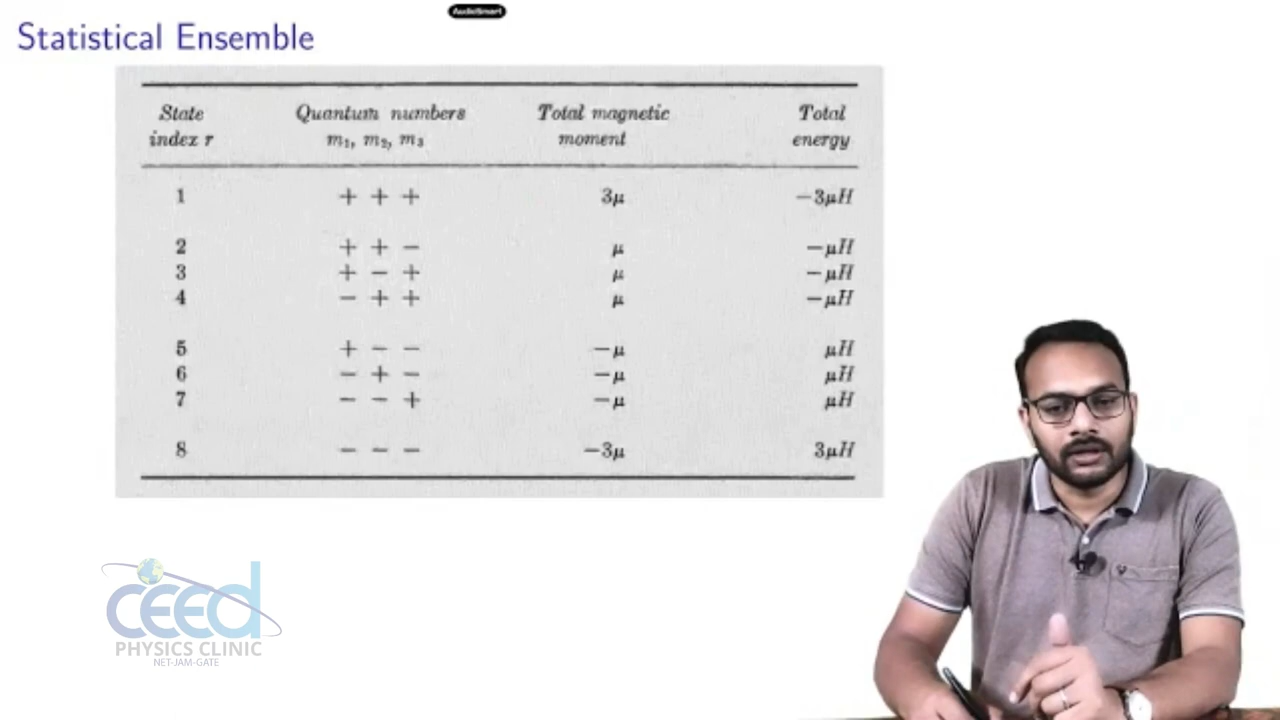 AudioSmart
Statistical Ensemble
State Quantum numbers Total magnetic Total
index r m₁, m₂, m₃ moment energy
1 + + + 3μ −3μH
2 + + − μ −μH
3 + − + μ −μH
4 − + + μ −μH
5 + − − −μ μH
6 − + − −μ μH
7 − − + −μ μH
8 − − − −3μ 3μH
ceed
PHYSICS CLINIC
NET-JAM-GATE